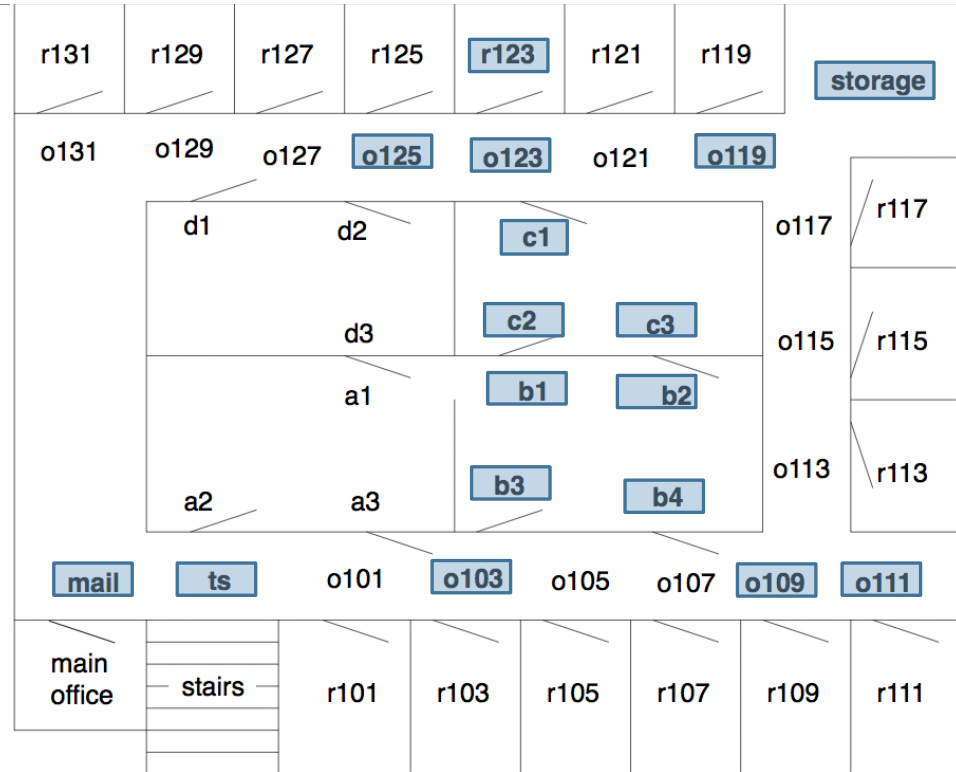 r131 r129 r127 r125 r123 r121 r119
storage
o131 o129 o127 o125 o123 o121 o119
d1 d2 c1 o117 r117
d3 c2 c3 o115 r115
a1 b1 b2
a2 a3 b3 b4 o113 r113
mail ts o101 o103 o105 o107 o109 o111
main
office
stairs r101 r103 r105 r107 r109 r111